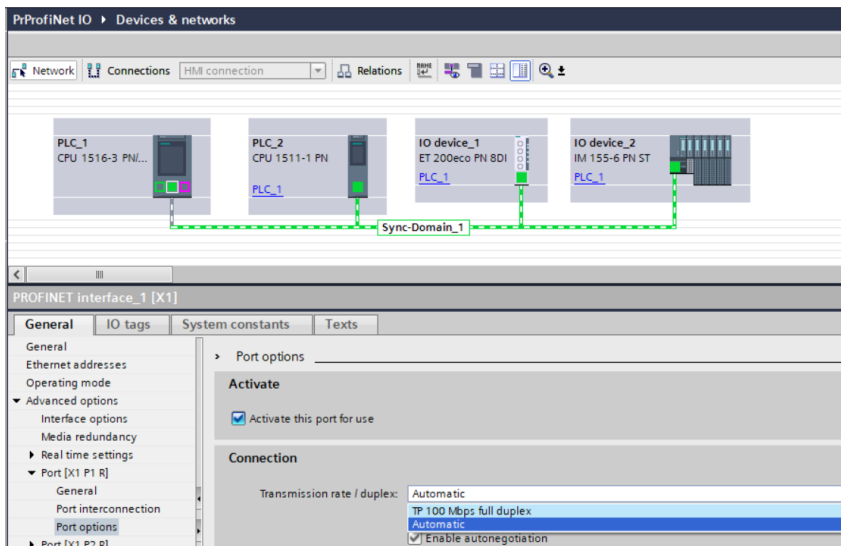 PrProfiNet IO ▸ Devices & networks
Network Connections HMI connection Relations
PLC_1
CPU 1516-3 PN/...
PLC_2
CPU 1511-1 PN
PLC_1
IO device_1
ET 200eco PN 8DI
PLC_1
IO device_2
IM 155-6 PN ST
PLC_1
Sync-Domain_1
PROFINET interface_1 [X1]
General IO tags System constants Texts
General
Ethernet addresses
Operating mode
Advanced options
Interface options
Media redundancy
Real time settings
Port [X1 P1 R]
General
Port interconnection
Port options
Port [X1 P2 R]
Port options
Activate
Activate this port for use
Connection
Transmission rate / duplex: Automatic
TP 100 Mbps full duplex
Automatic
Enable autonegotiation